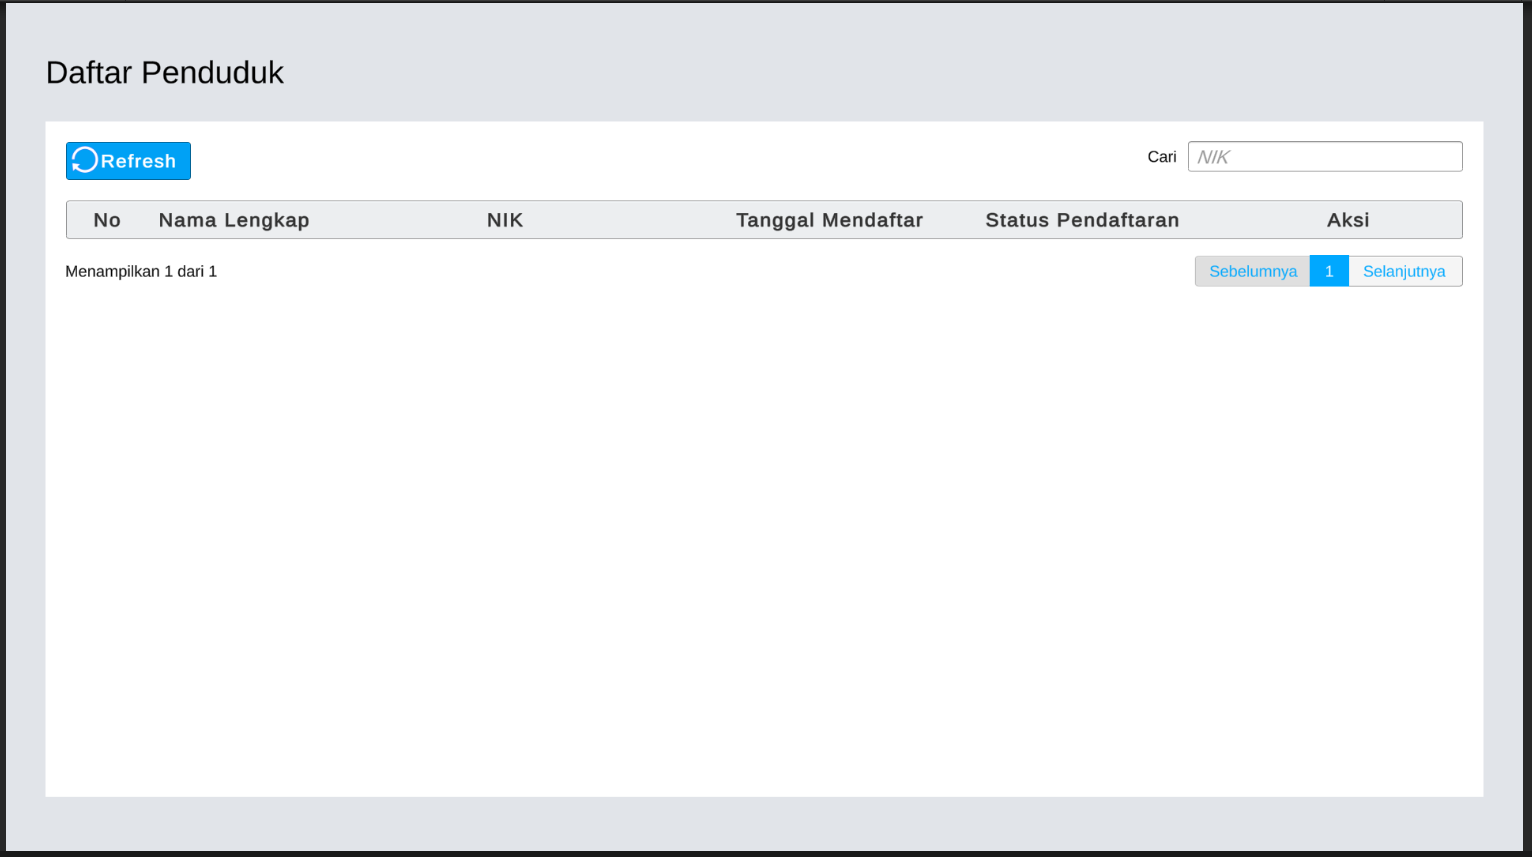 Daftar Penduduk
Refresh
Cari NIK
No Nama Lengkap NIK Tanggal Mendaftar Status Pendaftaran Aksi
Menampilkan 1 dari 1
Sebelumnya 1 Selanjutnya